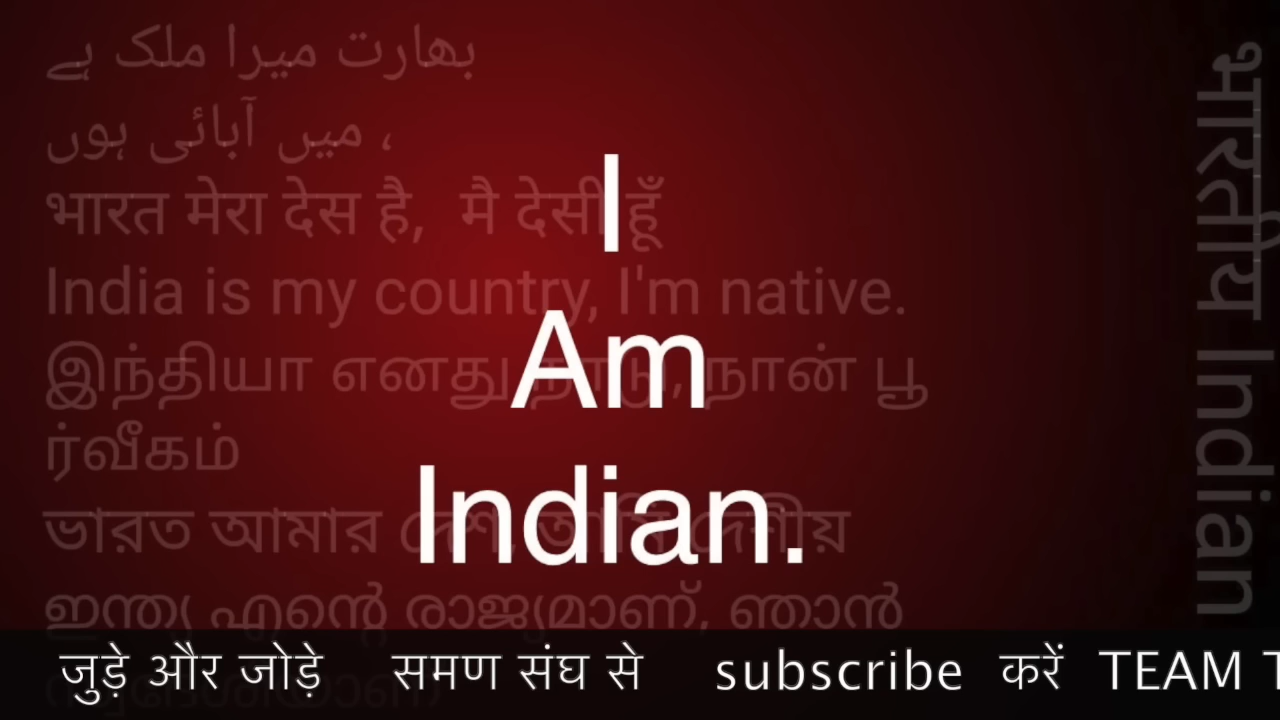 بھارت میرا ملک ہے
، میں آبائی ہوں
भारत मेरा देस है, मै देसी हूँ
India is my country, I'm native.
இந்தியா எனது நாடு, நான் பூ
ர்வீகம்
ভারত আমার দেশ, আমি দেশীয়
ഇന്ത്യ എന്റെ രാജ്യമാണ്, ഞാൻ
I
Am
Indian.
भारतीय Indian
जुड़े और जोड़े समण संघ से subscribe करें TEAM T